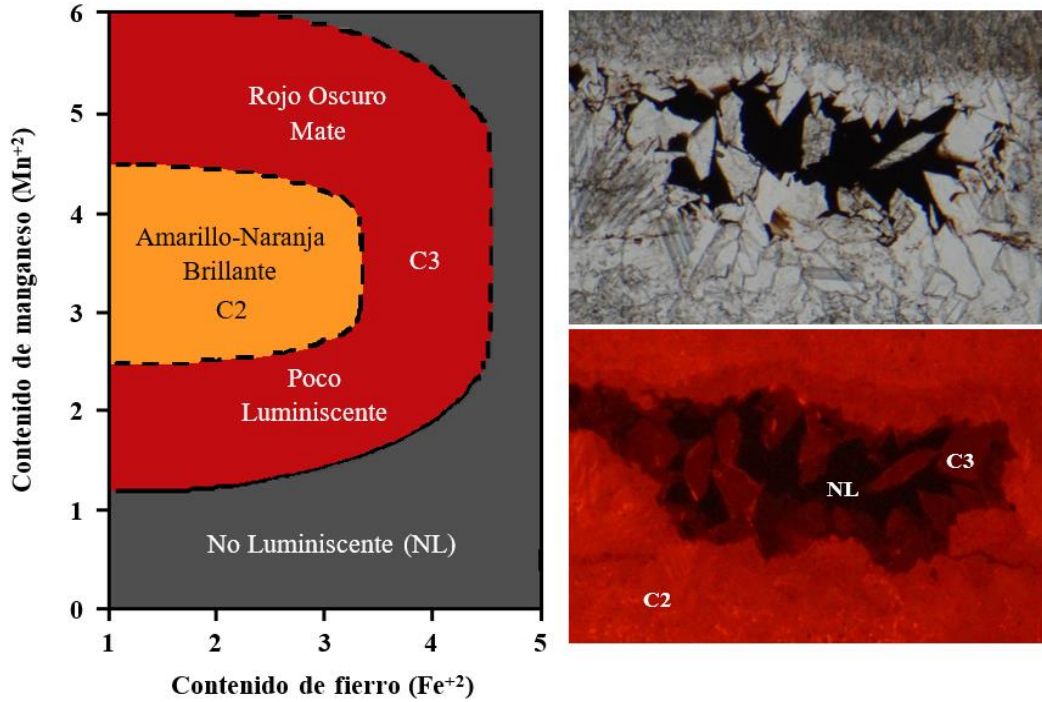 Contenido de manganeso (Mn+2)
6
5
4
3
2
1
0
Rojo Oscuro
Mate
Amarillo-Naranja
Brillante
C2
C3
Poco
Luminiscente
No Luminiscente (NL)
1
2
3
4
5
Contenido de fierro (Fe+2)
C3
NL
C2